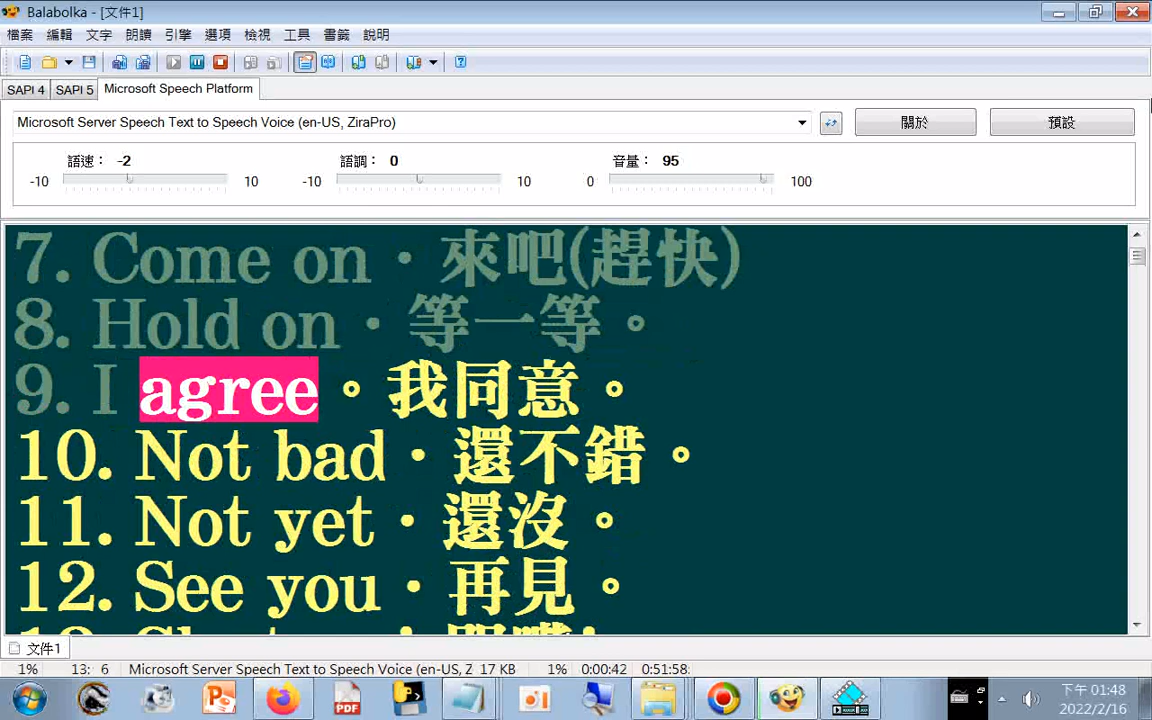 Balabolka - [文件1]
檔案 編輯 文字 朗讀 引擎 選項 檢視 工具 書籤 說明
SAPI 4 SAPI 5 Microsoft Speech Platform
Microsoft Server Speech Text to Speech Voice (en-US, ZiraPro) 關於 預設
語速： -2 語調： 0 音量： 95
-10 10 -10 10 0 100
7. Come on．來吧(趕快)
8. Hold on．等一等。
9. I agree。我同意。
10. Not bad．還不錯。
11. Not yet．還沒。
12. See you．再見。
文件1
1% 13: 6 Microsoft Server Speech Text to Speech Voice (en-US, Z 17 KB 1% 0:00:42 0:51:58
PDF
下午 01:48
2022/2/16